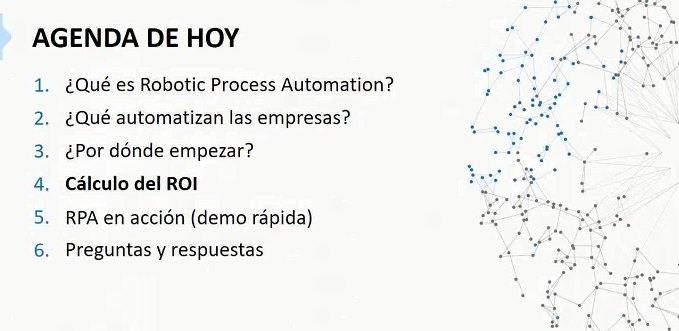 AGENDA DE HOY
1. ¿Qué es Robotic Process Automation?
2. ¿Qué automatizan las empresas?
3. ¿Por dónde empezar?
4. Cálculo del ROI
5. RPA en acción (demo rápida)
6. Preguntas y respuestas